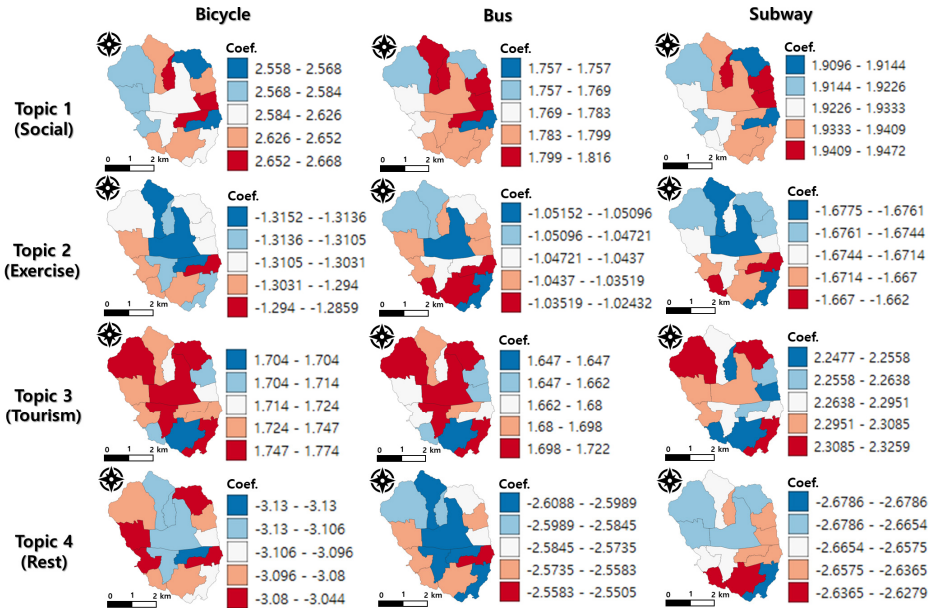 Bicycle
Bus
Subway
Topic 1
(Social)
Coef.
2.558 - 2.568
2.568 - 2.584
2.584 - 2.626
2.626 - 2.652
2.652 - 2.668
0 1 2 km
Coef.
1.757 - 1.757
1.757 - 1.769
1.769 - 1.783
1.783 - 1.799
1.799 - 1.816
0 1 2 km
Coef.
1.9096 - 1.9144
1.9144 - 1.9226
1.9226 - 1.9333
1.9333 - 1.9409
1.9409 - 1.9472
0 1 2 km
Topic 2
(Exercise)
Coef.
-1.3152 - -1.3136
-1.3136 - -1.3105
-1.3105 - -1.3031
-1.3031 - -1.294
-1.294 - -1.2859
0 1 2 km
Coef.
-1.05152 - -1.05096
-1.05096 - -1.04721
-1.04721 - -1.0437
-1.0437 - -1.03519
-1.03519 - -1.02432
0 1 2 km
Coef.
-1.6775 - -1.6761
-1.6761 - -1.6744
-1.6744 - -1.6714
-1.6714 - -1.667
-1.667 - -1.662
0 1 2 km
Topic 3
(Tourism)
Coef.
1.704 - 1.704
1.704 - 1.714
1.714 - 1.724
1.724 - 1.747
1.747 - 1.774
0 1 2 km
Coef.
1.647 - 1.647
1.647 - 1.662
1.662 - 1.68
1.68 - 1.698
1.698 - 1.722
0 1 2 km
Coef.
2.2477 - 2.2558
2.2558 - 2.2638
2.2638 - 2.2951
2.2951 - 2.3085
2.3085 - 2.3259
0 1 2 km
Topic 4
(Rest)
Coef.
-3.13 - -3.13
-3.13 - -3.106
-3.106 - -3.096
-3.096 - -3.08
-3.08 - -3.044
0 1 2 km
Coef.
-2.6088 - -2.5989
-2.5989 - -2.5845
-2.5845 - -2.5735
-2.5735 - -2.5583
-2.5583 - -2.5505
0 1 2 km
Coef.
-2.6786 - -2.6786
-2.6786 - -2.6654
-2.6654 - -2.6575
-2.6575 - -2.6365
-2.6365 - -2.6279
0 1 2 km